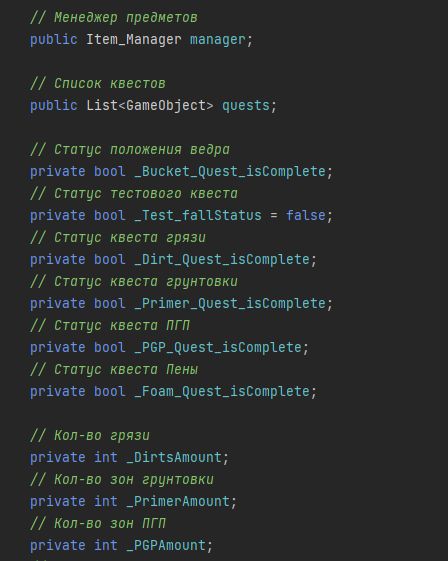 // Менеджер предметов
public Item_Manager manager;
// Список квестов
public List<GameObject> quests;
// Статус положения ведра
private bool _Bucket_Quest_isComplete;
// Статус тестового квеста
private bool _Test_fallStatus = false;
// Статус квеста грязи
private bool _Dirt_Quest_isComplete;
// Статус квеста грунтовки
private bool _Primer_Quest_isComplete;
// Статус квеста ПГП
private bool _PGP_Quest_isComplete;
// Статус квеста Пены
private bool _Foam_Quest_isComplete;
// Кол-во грязи
private int _DirtsAmount;
// Кол-во зон грунтовки
private int _PrimerAmount;
// Кол-во зон ПГП
private int _PGPAmount;